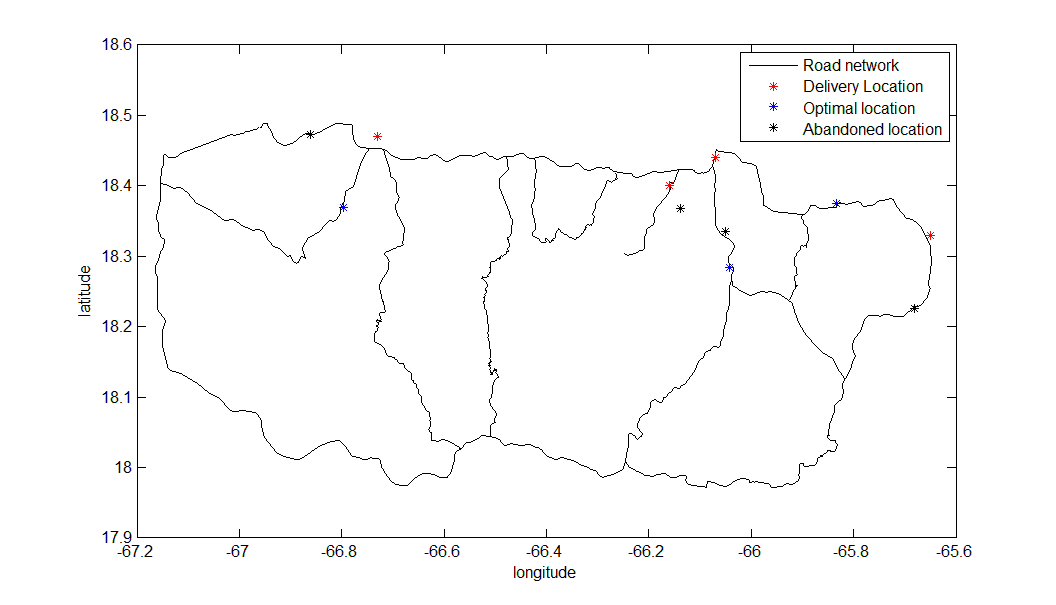 18.6
18.5
18.4
18.3
18.2
18.1
18
17.9
latitude
-67.2
-67
-66.8
-66.6
-66.4
-66.2
-66
-65.8
-65.6
longitude
Road network
Delivery Location
Optimal location
Abandoned location